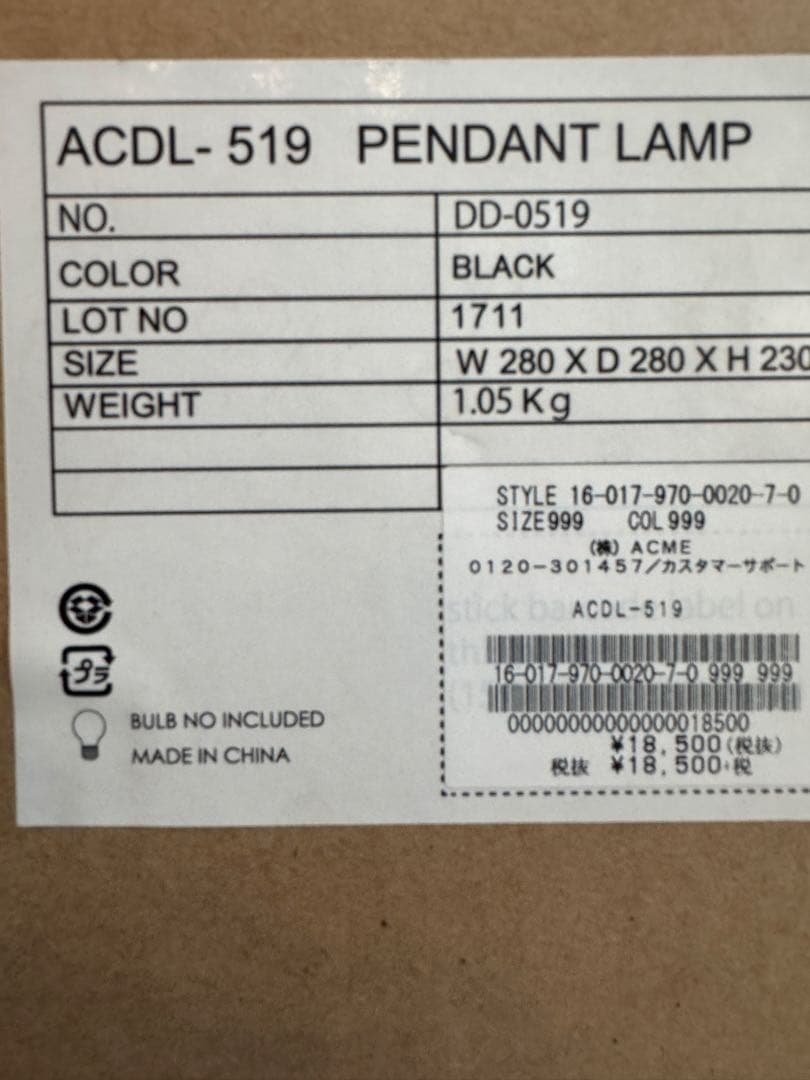 ACDL- 519 PENDANT LAMP
NO. DD-0519
COLOR BLACK
LOT NO 1711
SIZE W 280 X D 280 X H 230
WEIGHT 1.05 Kg
STYLE 16-017-970-0020-7-0
SIZE999 COL999
(株) ACME
0120-301457/カスタマーサポート
ACDL-519
16-017-970-0020-7-0 999 999
00000000000000018500
¥18,500(税抜)
税抜 ¥18,500+税
プラ
BULB NO INCLUDED
MADE IN CHINA